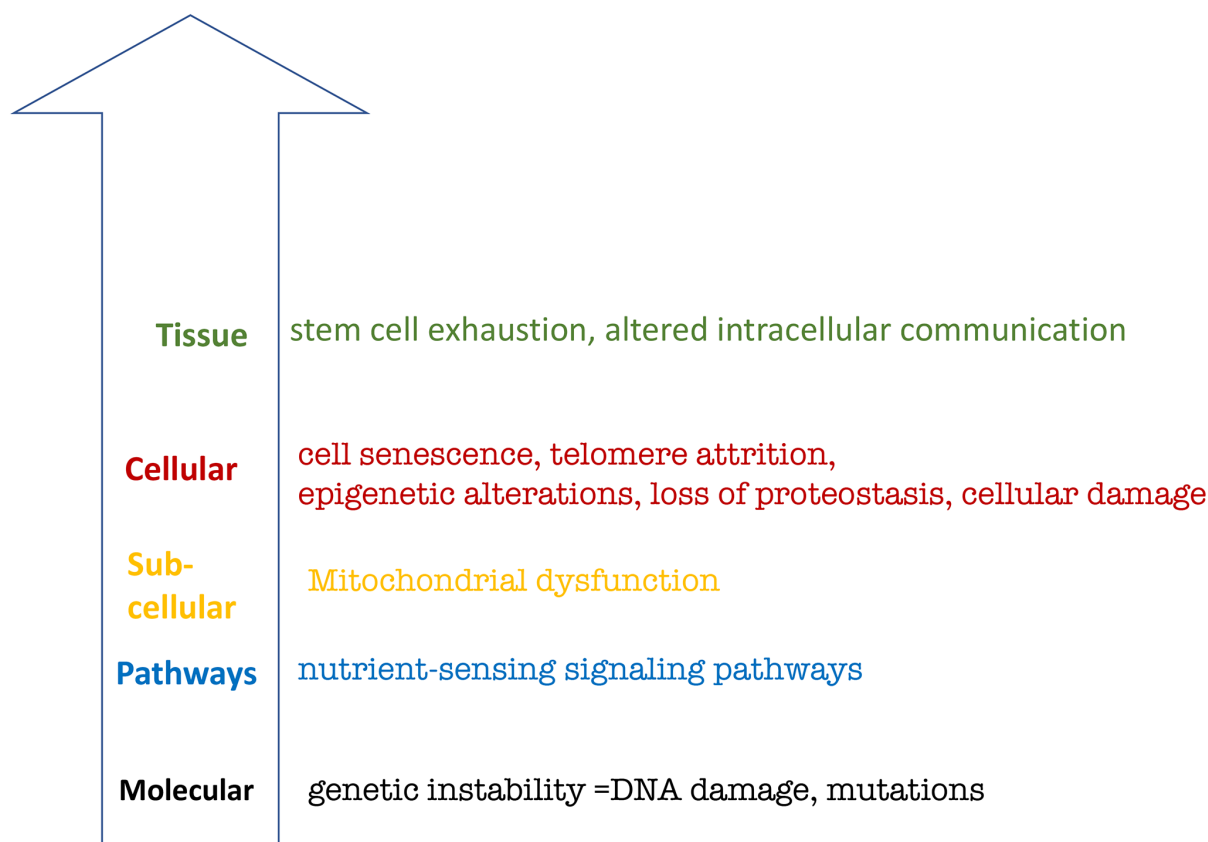 Tissue stem cell exhaustion, altered intracellular communication
Cellular
cell senescence, telomere attrition,
epigenetic alterations, loss of proteostasis, cellular damage
Sub-
cellular
Mitochondrial dysfunction
Pathways nutrient-sensing signaling pathways
Molecular genetic instability =DNA damage, mutations